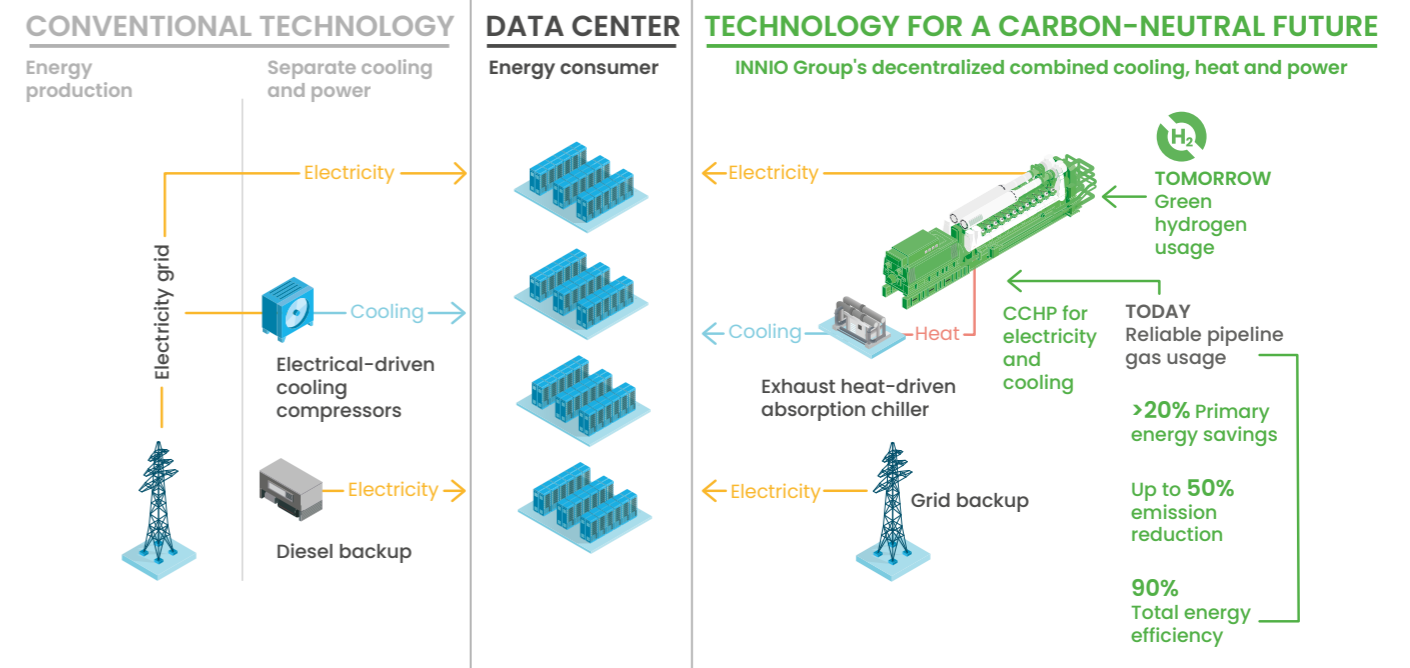 CONVENTIONAL TECHNOLOGY
Energy
production
Separate cooling
and power
Electricity grid
Electricity
Cooling
Electrical-driven
cooling
compressors
Electricity
Diesel backup
DATA CENTER
Energy consumer
TECHNOLOGY FOR A CARBON-NEUTRAL FUTURE
INNIO Group's decentralized combined cooling, heat and power
Electricity
H2
TOMORROW
Green
hydrogen
usage
Cooling
Heat
Exhaust heat-driven
absorption chiller
CCHP for
electricity
and
cooling
TODAY
Reliable pipeline
gas usage
>20% Primary
energy savings
Up to 50%
emission
reduction
90%
Total energy
efficiency
Electricity
Grid backup